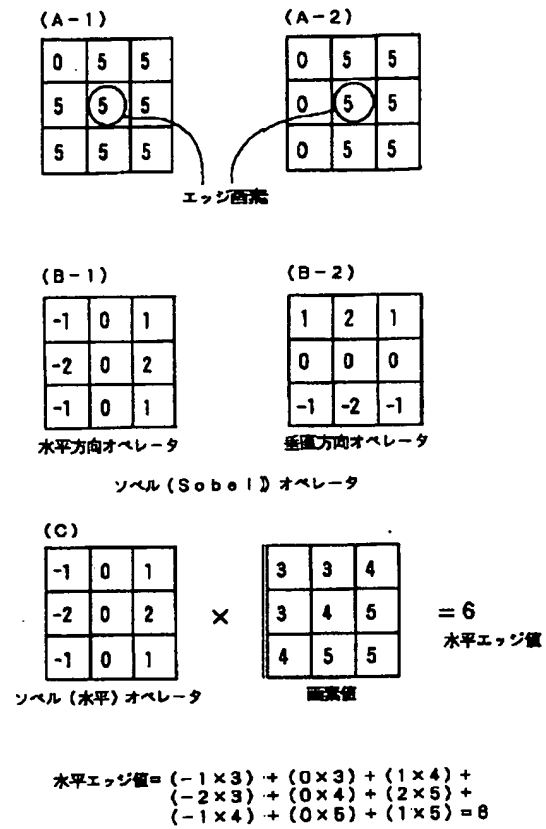 (A-1) (A-2)
0 5 5 0 5 5
5 5 5 0 5 5
5 5 5 0 5 5
エッジ画素
(B-1) (B-2)
-1 0 1 1 2 1
-2 0 2 0 0 0
-1 0 1 -1 -2 -1
水平方向オペレータ 垂直方向オペレータ
ソベル(Sobel)オペレータ
(C)
-1 0 1 3 3 4
-2 0 2 × 3 4 5 =6
-1 0 1 4 5 5 水平エッジ値
ソベル(水平)オペレータ 画素値
水平エッジ値=(-1×3)+(0×3)+(1×4)+
(-2×3)+(0×4)+(2×5)+
(-1×4)+(0×5)+(1×5)=6